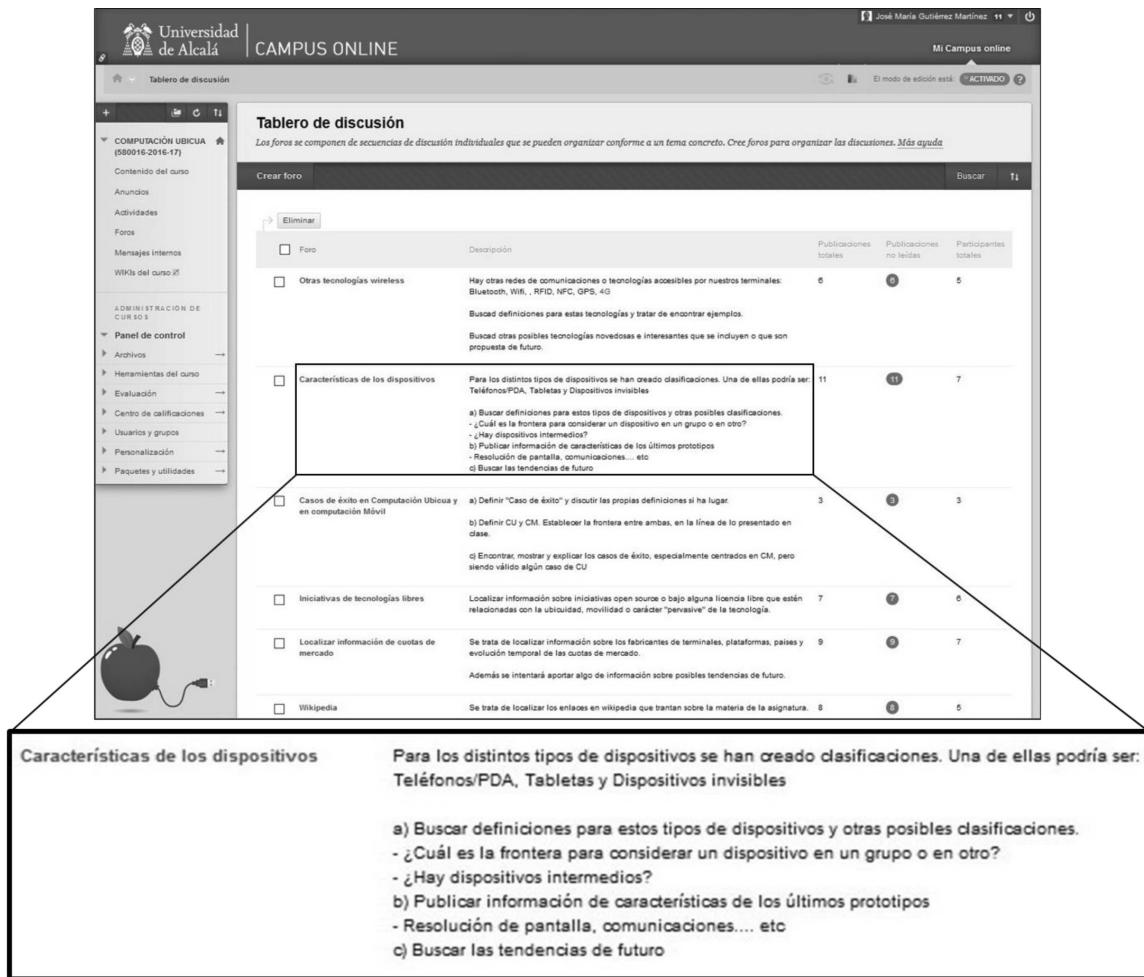 José María Gutiérrez Martínez 11
Universidad
de Alcalá
CAMPUS ONLINE
Mi Campus online
Tablero de discusión
El modo de edición está: ACTIVADO ?
COMPUTACIÓN UBICUA
(580016-2016-17)
Contenido del curso
Anuncios
Actividades
Foros
Mensajes internos
WIKIs del curso
ADMINISTRACIÓN DE
CURSOS
Panel de control
Archivos
Herramientas del curso
Evaluación
Centro de calificaciones
Usuarios y grupos
Personalización
Paquetes y utilidades
Tablero de discusión
Los foros se componen de secuencias de discusión individuales que se pueden organizar conforme a un tema concreto. Cree foros para organizar las discusiones. Más ayuda
Crear foro
Buscar
Eliminar
Foro Descripción Publicaciones totales Publicaciones no leídas Participantes totales
Otras tecnologías wireless
Hay otras redes de comunicaciones o tecnologías accesibles por nuestros terminales: 6 6 5
Bluetooth, Wifi, , RFID, NFC, GPS, 4G
Buscad definiciones para estas tecnologías y tratar de encontrar ejemplos.
Buscad otras posibles tecnologías novedosas e interesantes que se incluyen o que son
propuesta de futuro.
Características de los dispositivos
Para los distintos tipos de dispositivos se han creado clasificaciones. Una de ellas podría ser: 11 11 7
Teléfonos/PDA, Tabletas y Dispositivos invisibles
a) Buscar definiciones para estos tipos de dispositivos y otras posibles clasificaciones.
- ¿Cuál es la frontera para considerar un dispositivo en un grupo o en otro?
- ¿Hay dispositivos intermedios?
b) Publicar información de características de los últimos prototipos
- Resolución de pantalla, comunicaciones.... etc
c) Buscar las tendencias de futuro
Casos de éxito en Computación Ubicua y
en computación Móvil
a) Definir "Caso de éxito" y discutir las propias definiciones si ha lugar. 3 3 3
b) Definir CU y CM. Establecer la frontera entre ambas, en la línea de lo presentado en
clase.
c) Encontrar, mostrar y explicar los casos de éxito, especialmente centrados en CM, pero
siendo válido algún caso de CU
Iniciativas de tecnologías libres
Localizar información sobre iniciativas open source o bajo alguna licencia libre que estén 7 7 6
relacionadas con la ubicuidad, movilidad o carácter "pervasive" de la tecnología.
Localizar información de cuotas de
mercado
Se trata de localizar información sobre los fabricantes de terminales, plataformas, paises y 9 9 7
evolución temporal de las cuotas de mercado.
Además se intentará aportar algo de información sobre posibles tendencias de futuro.
Wikipedia
Se trata de localizar los enlaces en wikipedia que trantan sobre la materia de la asignatura. 8 8 5
Características de los dispositivos
Para los distintos tipos de dispositivos se han creado clasificaciones. Una de ellas podría ser:
Teléfonos/PDA, Tabletas y Dispositivos invisibles
a) Buscar definiciones para estos tipos de dispositivos y otras posibles clasificaciones.
- ¿Cuál es la frontera para considerar un dispositivo en un grupo o en otro?
- ¿Hay dispositivos intermedios?
b) Publicar información de características de los últimos prototipos
- Resolución de pantalla, comunicaciones.... etc
c) Buscar las tendencias de futuro